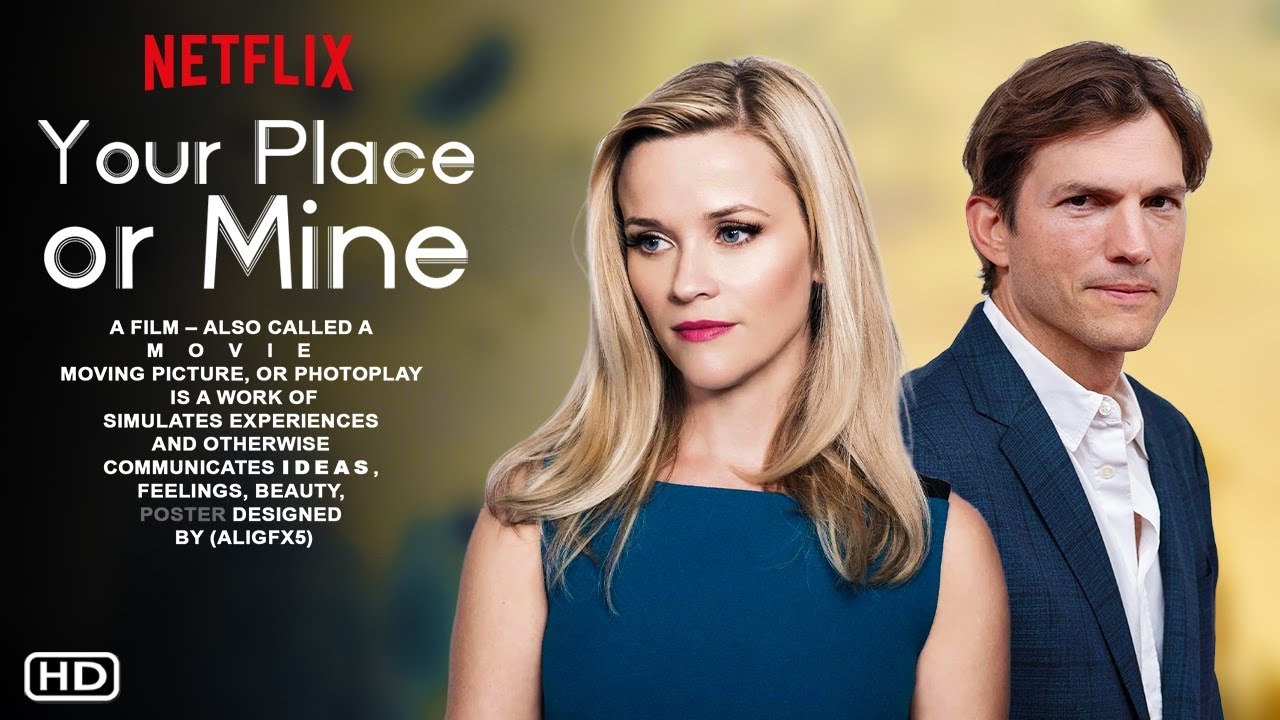 NETFLIX
Your Place
or Mine
A FILM – ALSO CALLED A
M O V I E
MOVING PICTURE, OR PHOTOPLAY
IS A WORK OF
SIMULATES EXPERIENCES
AND OTHERWISE
COMMUNICATES IDEAS,
FEELINGS, BEAUTY,
POSTER DESIGNED
BY (ALIGFX5)
HD